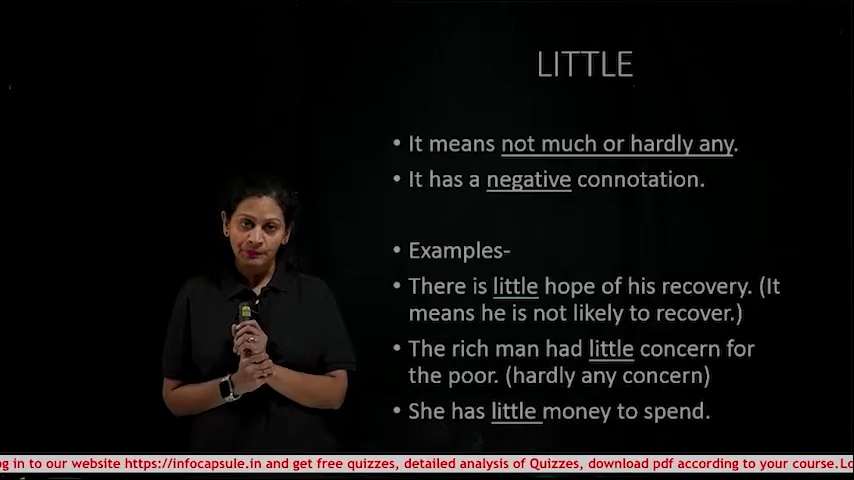 LITTLE
• It means not much or hardly any.
• It has a negative connotation.
• Examples-
• There is little hope of his recovery. (It
means he is not likely to recover.)
• The rich man had little concern for
the poor. (hardly any concern)
• She has little money to spend.
og in to our website https://infocapsule.in and get free quizzes, detailed analysis of Quizzes, download pdf according to your course.Lo